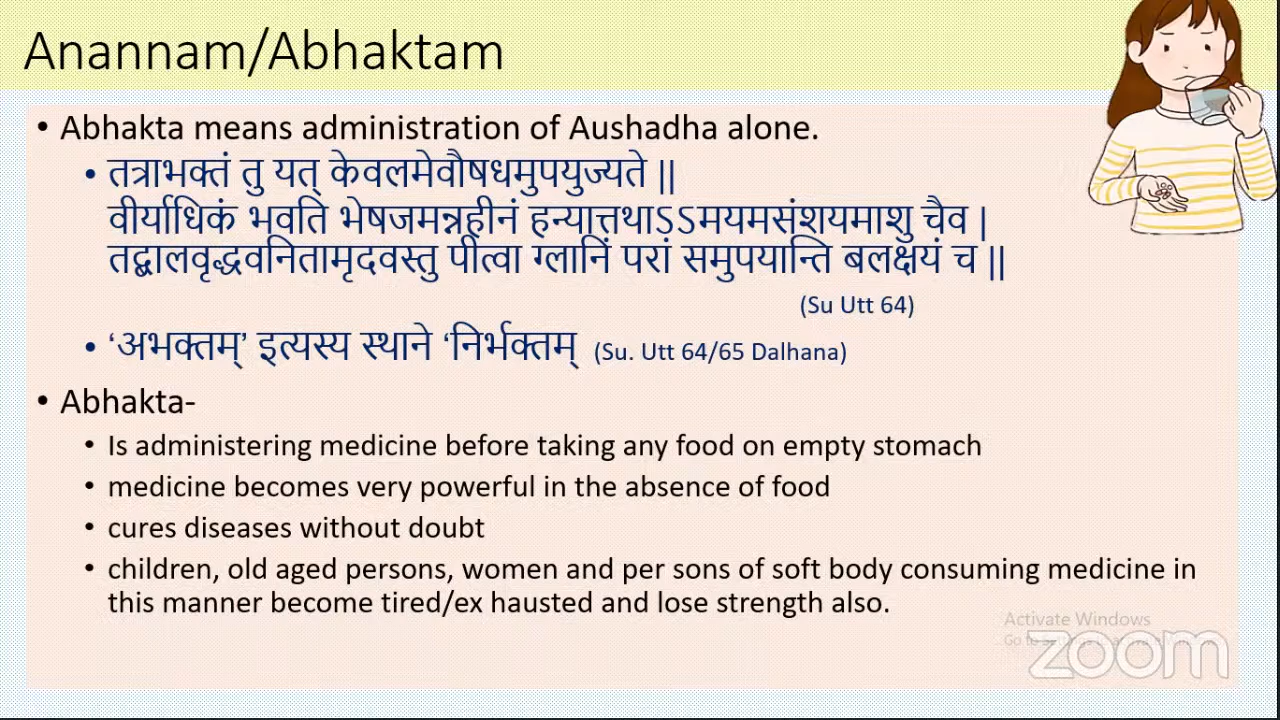 Anannam/Abhaktam
• Abhakta means administration of Aushadha alone.
• तत्राभक्तं तु यत् केवलमेवौषधमुपयुज्यते ||
वीर्याधिकं भवति भेषजमन्नहीनं हन्यात्तथाऽऽमयमसंशयमाशु चैव |
तद्बालवृद्धवनितामृदवस्तु पीत्वा ग्लानिं परां समुपयान्ति बलक्षयं च ||
(Su Utt 64)
• ‘अभक्तम्’ इत्यस्य स्थाने ‘निर्भक्तम् (Su. Utt 64/65 Dalhana)
• Abhakta-
• Is administering medicine before taking any food on empty stomach
• medicine becomes very powerful in the absence of food
• cures diseases without doubt
• children, old aged persons, women and per sons of soft body consuming medicine in
this manner become tired/ex hausted and lose strength also.
Activate Windows
Go to
zoom